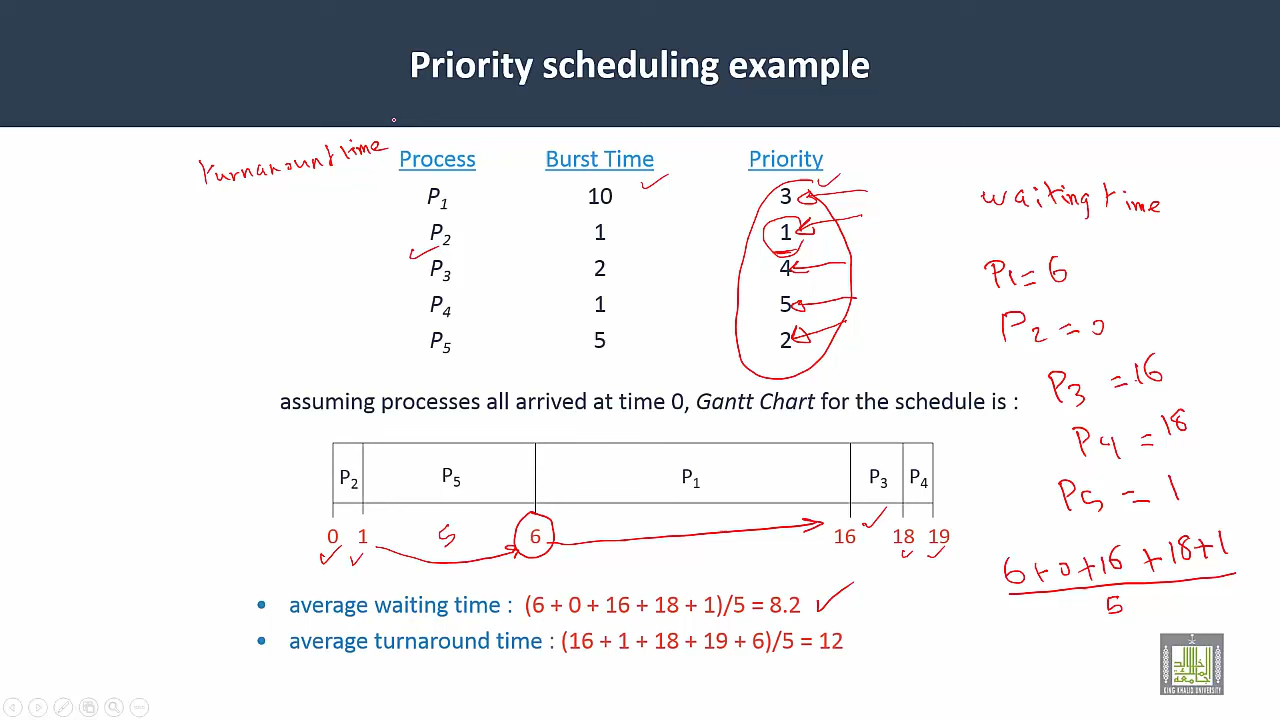 Priority scheduling example
turnaround time
Process Burst Time Priority
P1 10 3
P2 1 1
P3 2 4
P4 1 5
P5 5 2
waiting time
P1 = 6
P2 = 0
P3 = 16
P4 = 18
P5 = 1
6+0+16+18+1
5
assuming processes all arrived at time 0, Gantt Chart for the schedule is :
P2 P5 P1 P3 P4
5
0 1 6 16 18 19
• average waiting time : (6 + 0 + 16 + 18 + 1)/5 = 8.2
• average turnaround time : (16 + 1 + 18 + 19 + 6)/5 = 12
KING KHALID UNIVERSITY